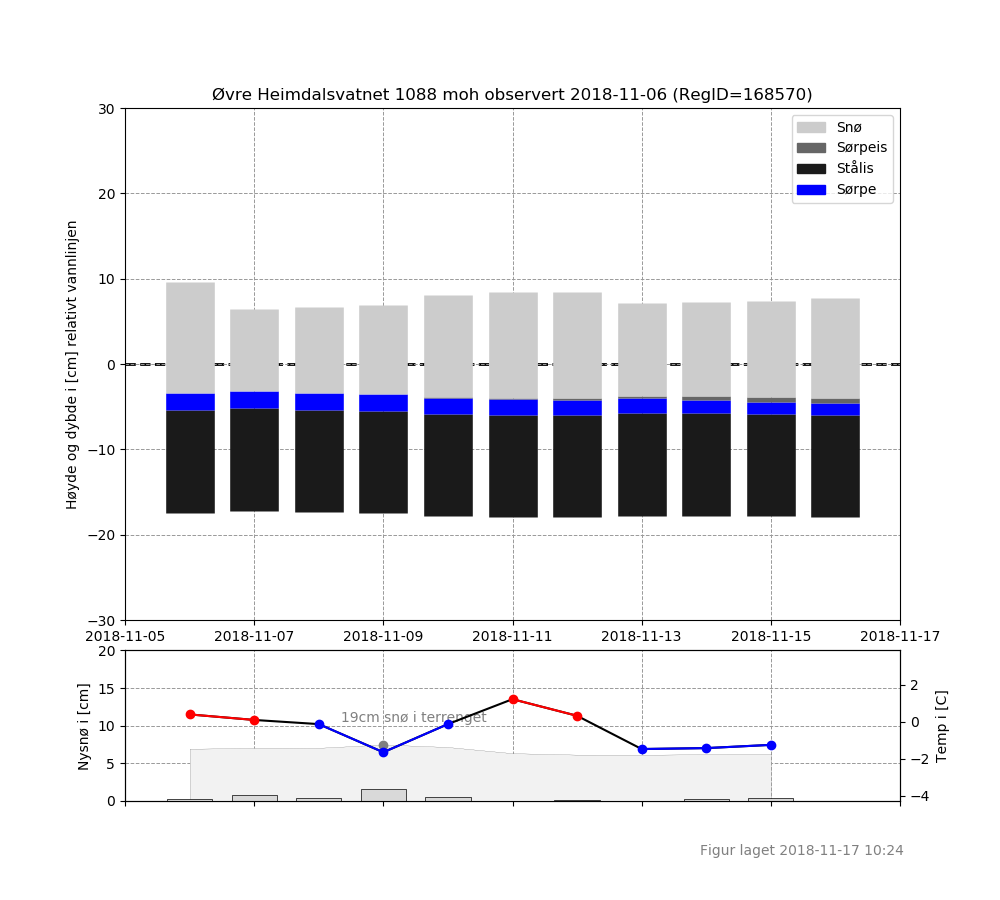 Øvre Heimdalsvatnet 1088 moh observert 2018-11-06 (RegID=168570)
Høyde og dybde i [cm] relativt vannlinjen
30
20
10
0
−10
−20
−30
Snø
Sørpeis
Stålis
Sørpe
2018-11-05 2018-11-07 2018-11-09 2018-11-11 2018-11-13 2018-11-15 2018-11-17
Nysnø i [cm]
20
15
10
5
0
19cm snø i terrenget
2
0
−2
−4
Temp i [C]
Figur laget 2018-11-17 10:24